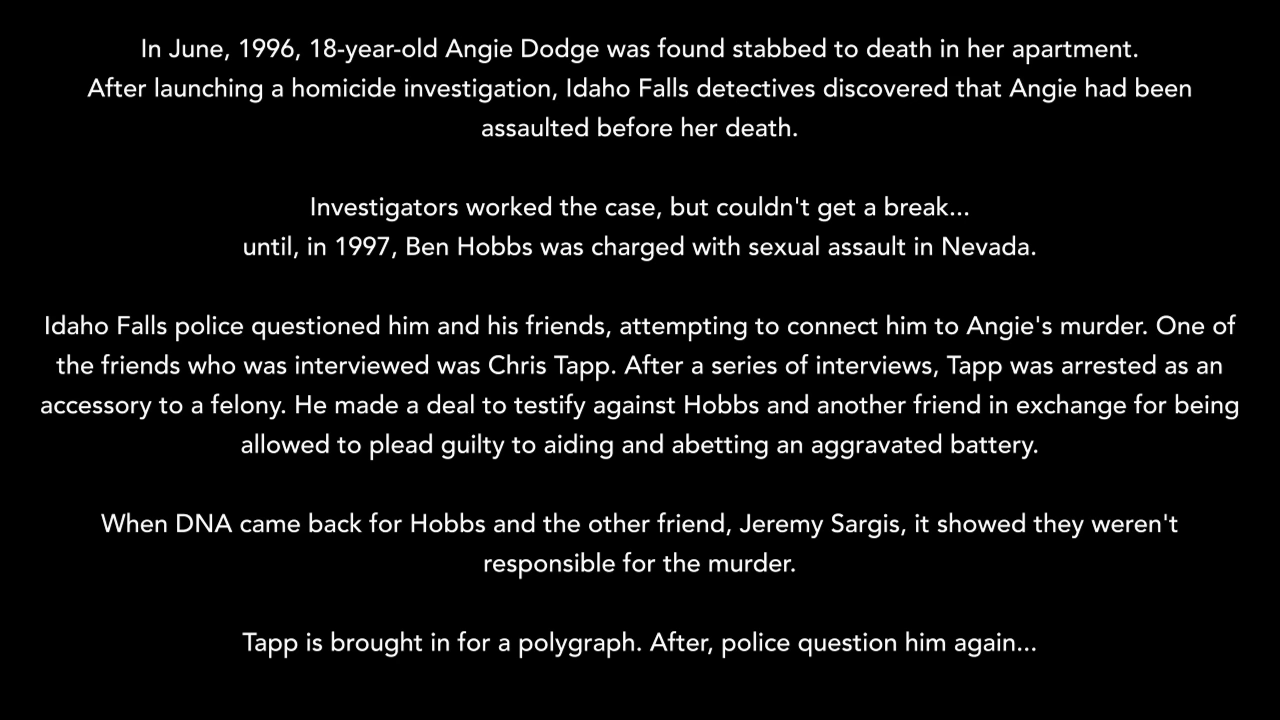 In June, 1996, 18-year-old Angie Dodge was found stabbed to death in her apartment.
After launching a homicide investigation, Idaho Falls detectives discovered that Angie had been
assaulted before her death.
Investigators worked the case, but couldn't get a break...
until, in 1997, Ben Hobbs was charged with sexual assault in Nevada.
Idaho Falls police questioned him and his friends, attempting to connect him to Angie's murder. One of
the friends who was interviewed was Chris Tapp. After a series of interviews, Tapp was arrested as an
accessory to a felony. He made a deal to testify against Hobbs and another friend in exchange for being
allowed to plead guilty to aiding and abetting an aggravated battery.
When DNA came back for Hobbs and the other friend, Jeremy Sargis, it showed they weren't
responsible for the murder.
Tapp is brought in for a polygraph. After, police question him again...